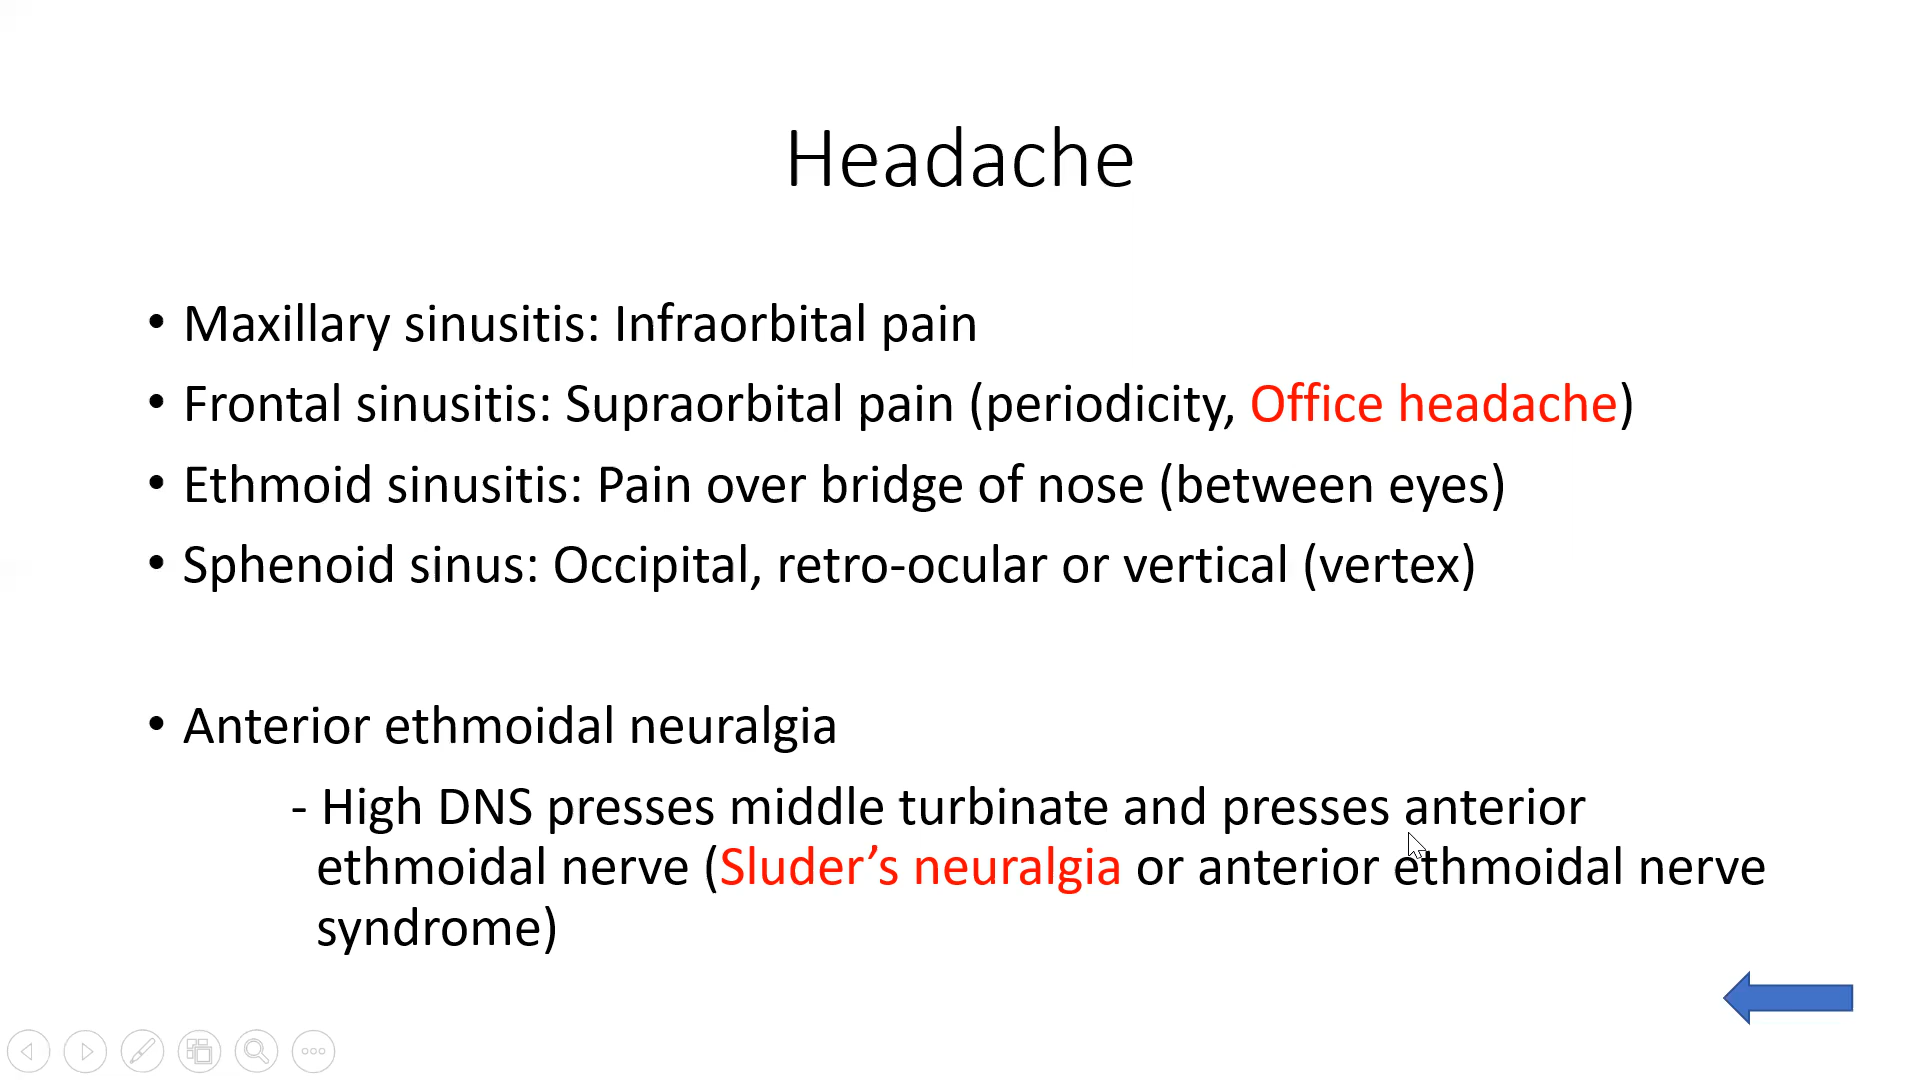 Headache
• Maxillary sinusitis: Infraorbital pain
• Frontal sinusitis: Supraorbital pain (periodicity, Office headache)
• Ethmoid sinusitis: Pain over bridge of nose (between eyes)
• Sphenoid sinus: Occipital, retro-ocular or vertical (vertex)
• Anterior ethmoidal neuralgia
- High DNS presses middle turbinate and presses anterior
ethmoidal nerve (Sluder’s neuralgia or anterior ethmoidal nerve
syndrome)